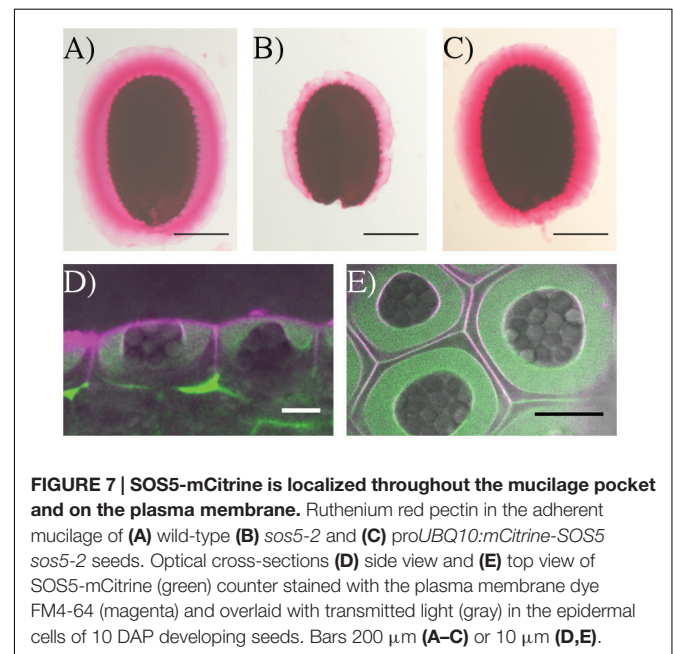 A)
B)
C)
D)
E)
FIGURE 7 | SOS5-mCitrine is localized throughout the mucilage pocket
and on the plasma membrane. Ruthenium red pectin in the adherent
mucilage of (A) wild-type (B) sos5-2 and (C) proUBQ10:mCitrine-SOS5
sos5-2 seeds. Optical cross-sections (D) side view and (E) top view of
SOS5-mCitrine (green) counter stained with the plasma membrane dye
FM4-64 (magenta) and overlaid with transmitted light (gray) in the epidermal
cells of 10 DAP developing seeds. Bars 200 μm (A–C) or 10 μm (D,E).